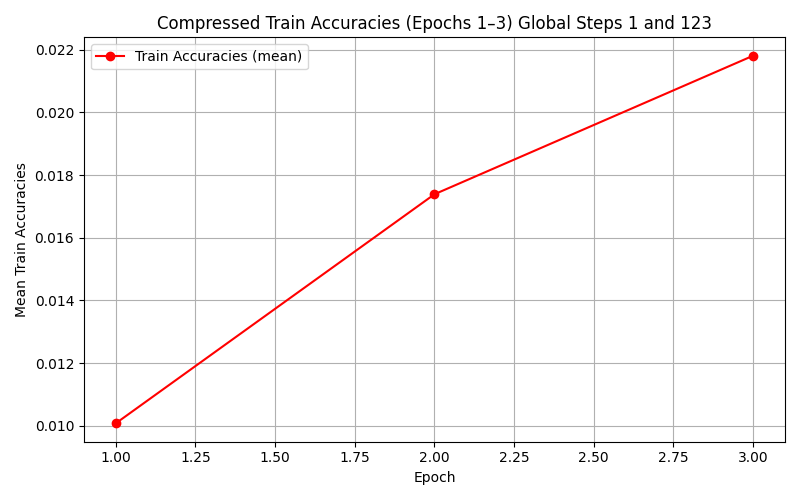 Compressed Train Accuracies (Epochs 1–3) Global Steps 1 and 123
Train Accuracies (mean)
Mean Train Accuracies
0.022
0.020
0.018
0.016
0.014
0.012
0.010
1.00 1.25 1.50 1.75 2.00 2.25 2.50 2.75 3.00
Epoch